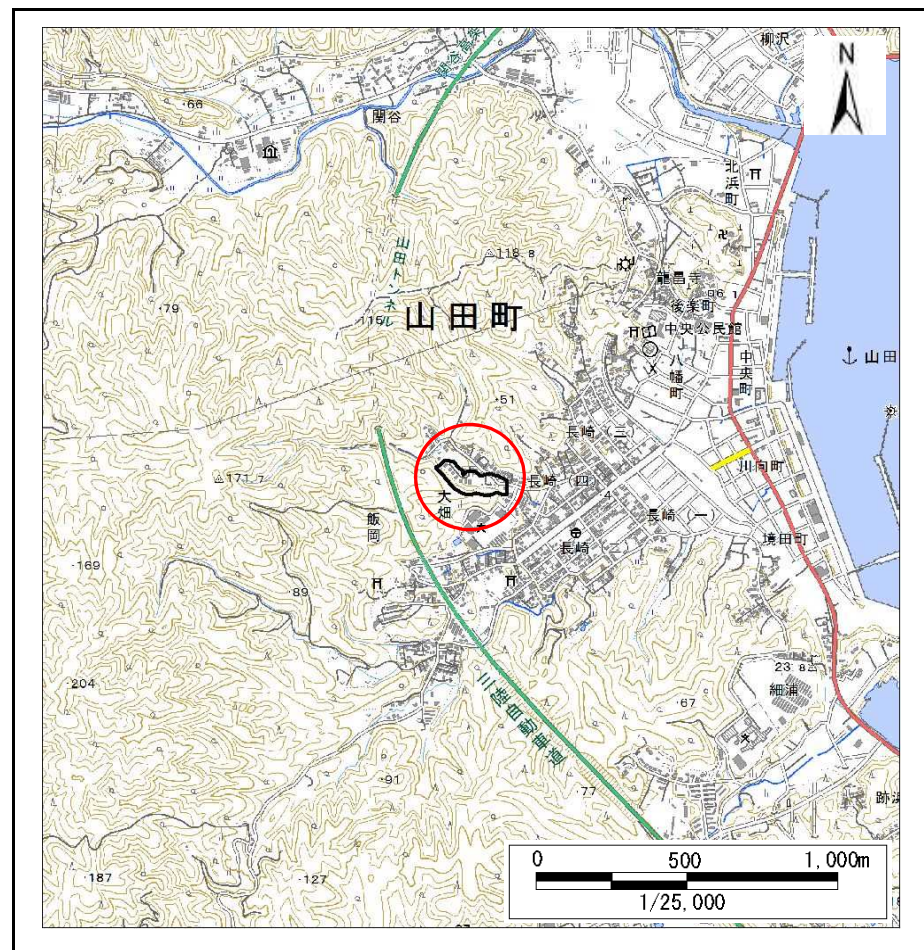 柳沢
N
・66
関谷
北浜町
山田トンネル
118.8
龍昌寺
後楽町
・79
115
山田町
中央公民館
八幡町
中央町
山田
・51
長崎（三）
川向町
171.7
大畑
長崎（四）
4
長崎（一）
飯岡
長崎（二）
境田町
・169
・89
三陸自動車道
23.8
細浦
・204
・67
・91
・77
跡浜
0 500 1,000m
1/25,000
・187
・127